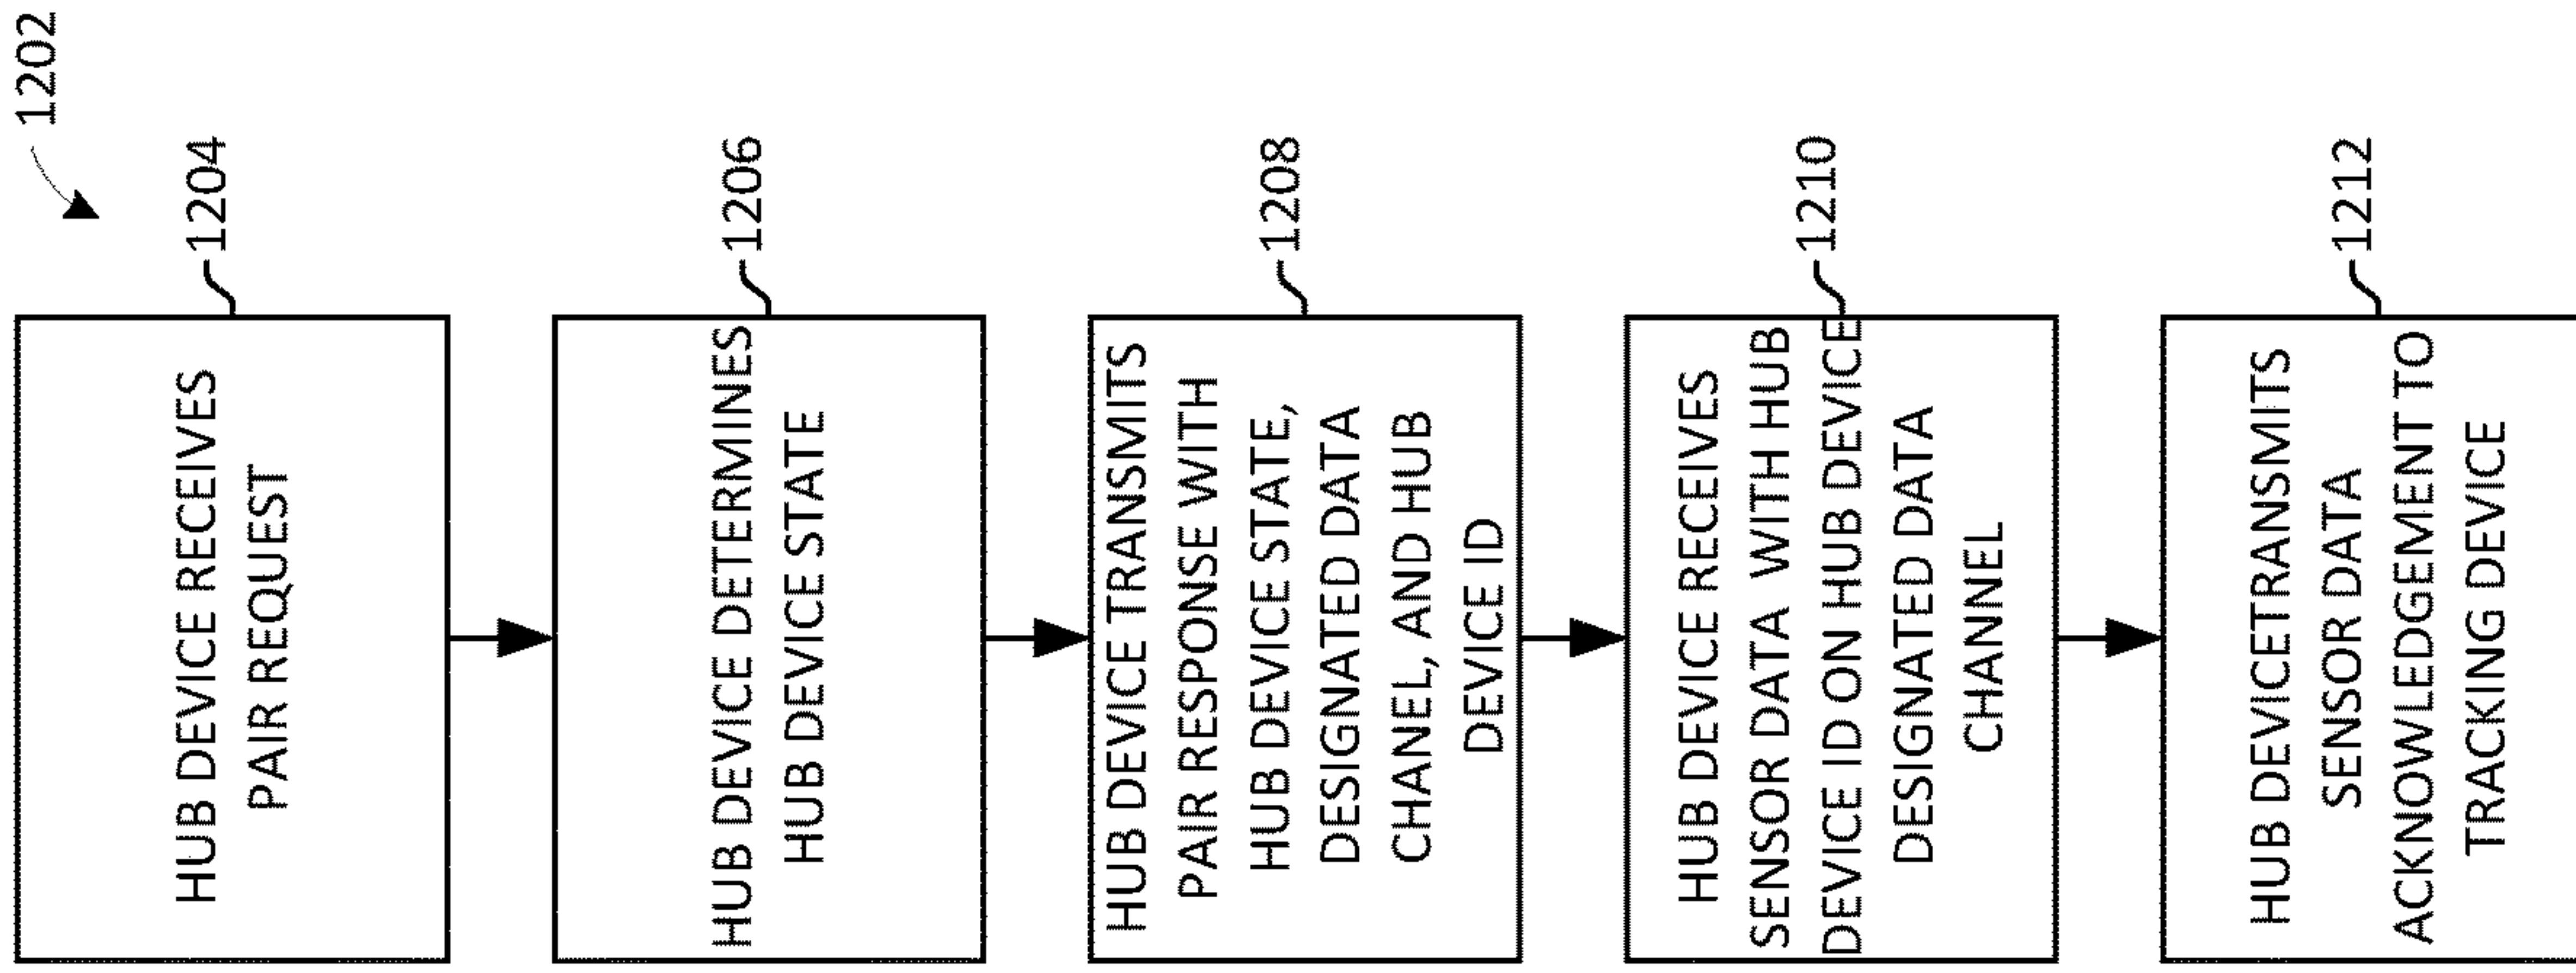 1202
HUB DEVICE RECEIVES
PAIR REQUEST
1204
HUB DEVICE DETERMINES
HUB DEVICE STATE
1206
HUB DEVICE TRANSMITS
PAIR RESPONSE WITH
HUB DEVICE STATE,
DESIGNATED DATA
CHANEL, AND HUB
DEVICE ID
1208
HUB DEVICE RECEIVES
SENSOR DATA WITH HUB
DEVICE ID ON HUB DEVICE
DESIGNATED DATA
CHANNEL
1210
HUB DEVICETRANSMITS
SENSOR DATA
ACKNOWLEDGEMENT TO
TRACKING DEVICE
1212